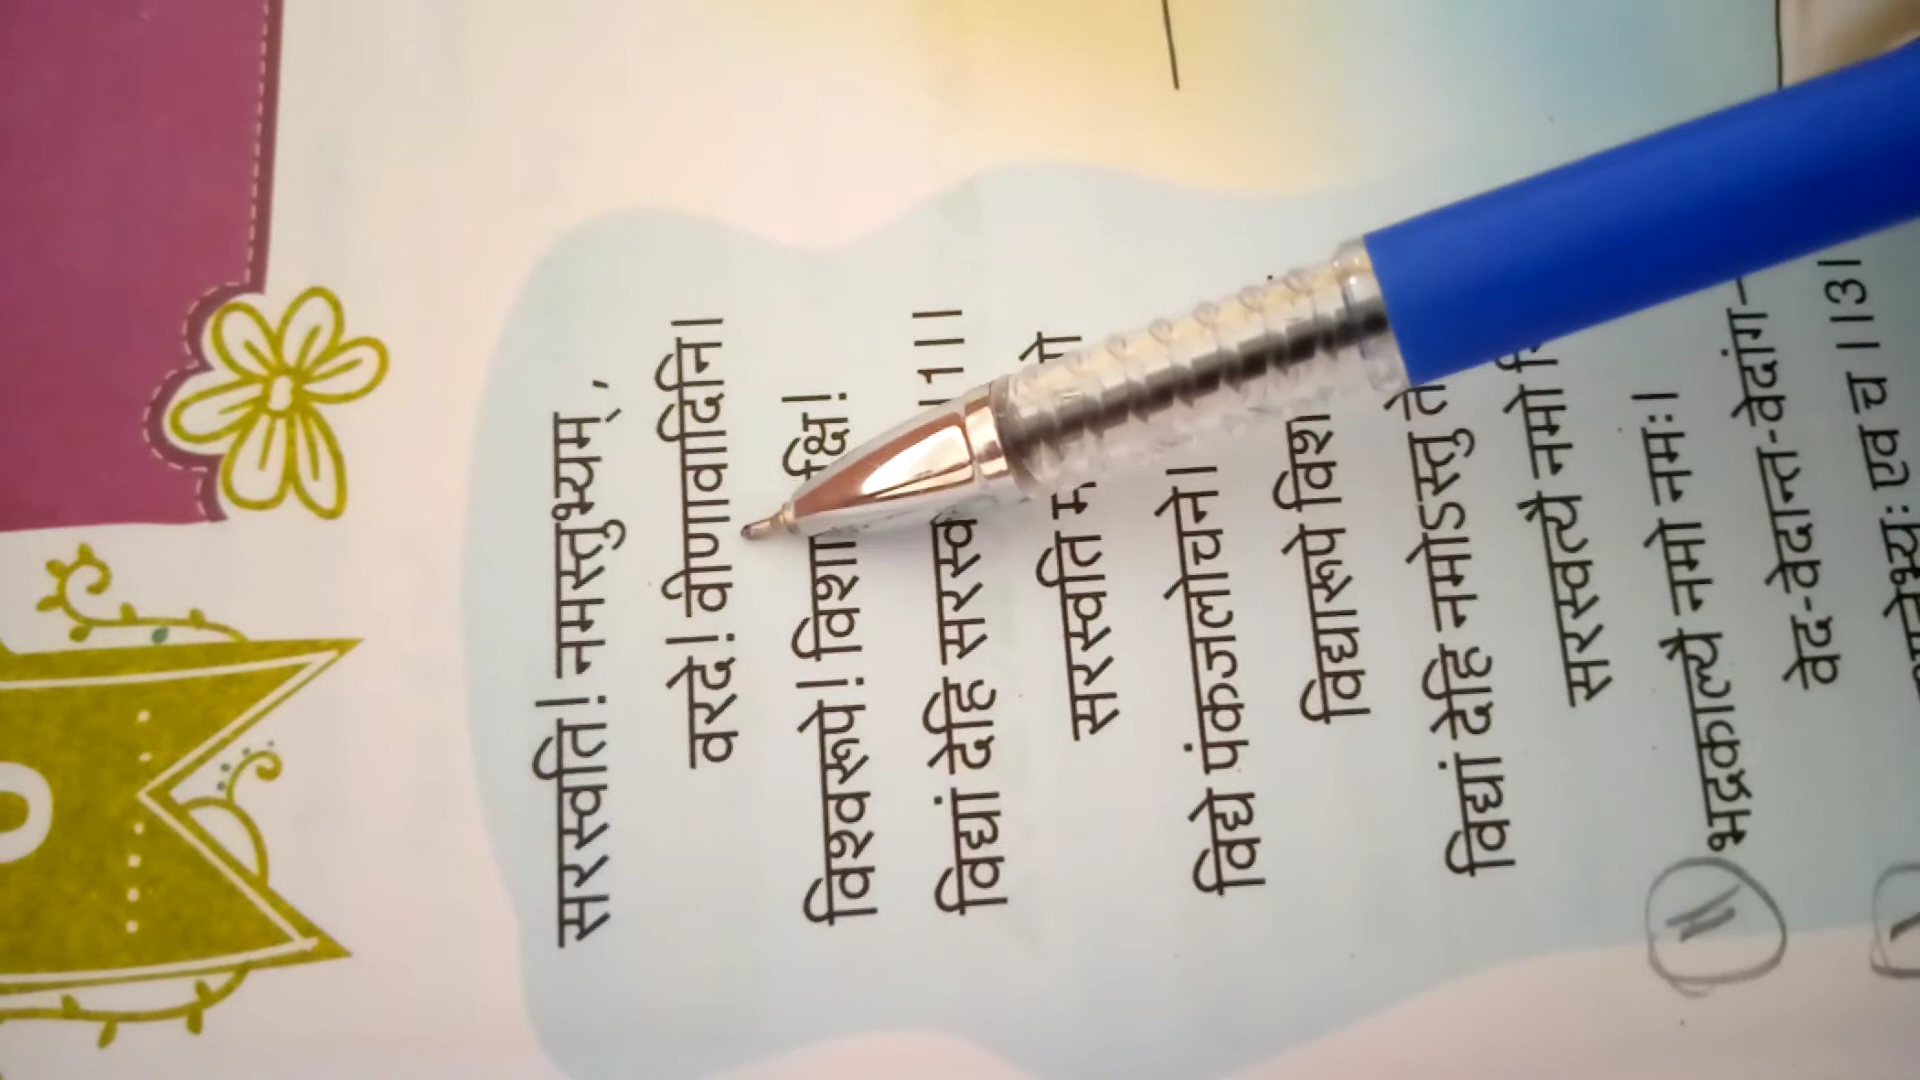 सरस्वति! नमस्तुभ्यम्,
वरदे! वीणावादिनि।
विश्वरूपे! विशा क्षि!
विद्यां देहि सरस्व ।1।।
सरस्वति म
विद्ये पंकजलोचने।
विद्यारूपे विश
विद्यां देहि नमोऽस्तु ते
सरस्वत्यै नमो नि
भद्रकाल्यै नमो नमः।
वेद-वेदान्त-वेदांग-
एव च ।।3।